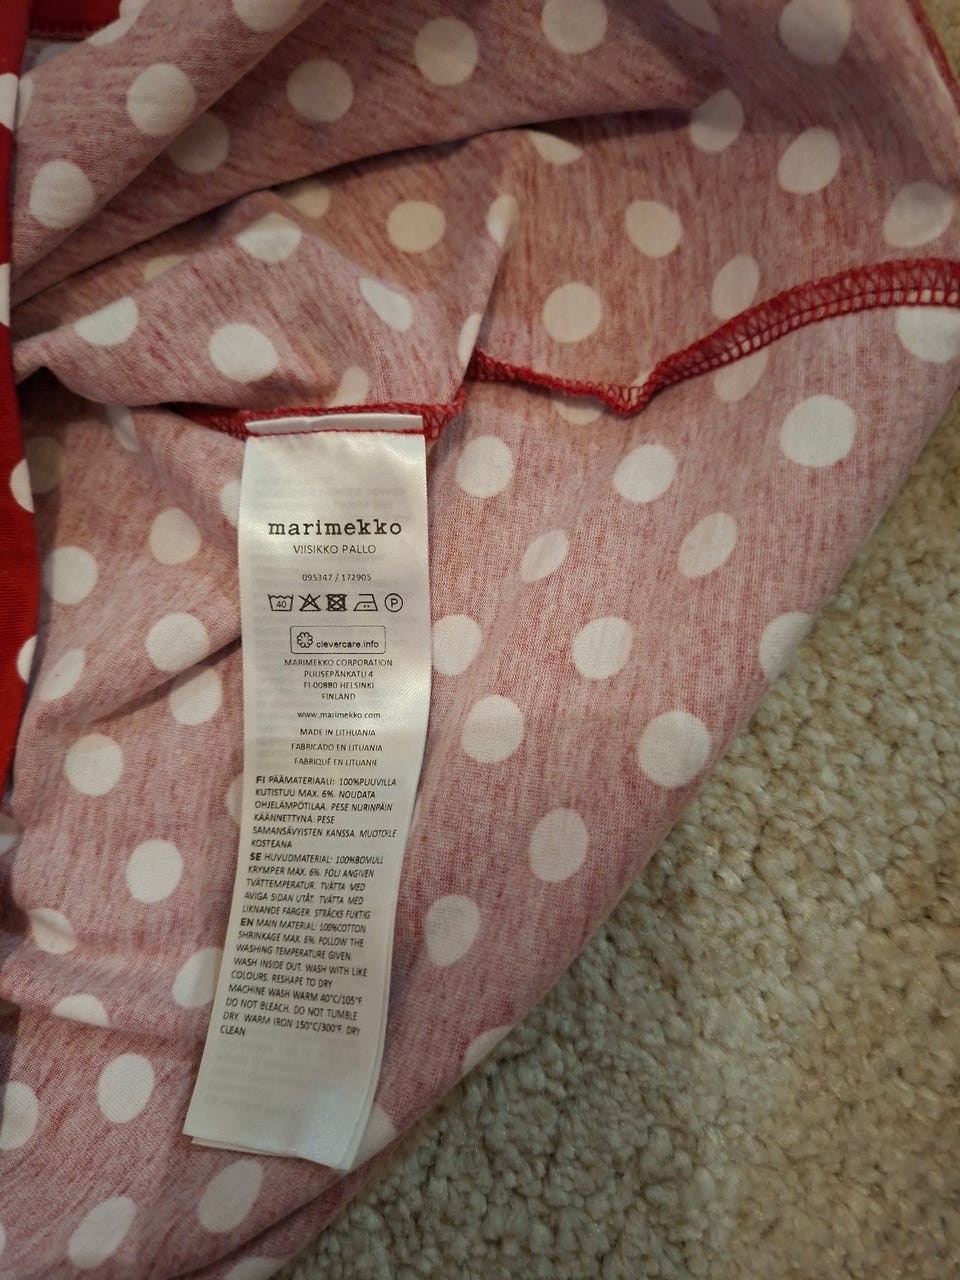 marimekko
VIISIKKO PALLO
095347 / 172905
40
P
clevercare.info
MARIMEKKO CORPORATION
PUUSEPÄNKATU 4
FI-00880 HELSINKI
FINLAND
www.marimekko.com
MADE IN LITHUANIA
FABRICADO EN LITUANIA
FABRIQUÉ EN LITUANIE
FI PÄÄMATERIAALI: 100%PUUVILLA
KUTISTUU MAX. 6%. NOUDATA
OHJELÄMPÖTILAA. PESE NURINPÄIN
KÄÄNNETTYNÄ. PESE
SAMANSÄVYISTEN KANSSA. MUOTOILE
KOSTEANA
SE HUVUDMATERIAL: 100%BOMULL
KRYMPER MAX. 6%. FÖLJ ANGIVEN
TVÄTTEMPERATUR. TVÄTTA MED
AVIGA SIDAN UTÅT. TVÄTTA MED
LIKNANDE FÄRGER. STRÄCKS FUKTIG
EN MAIN MATERIAL: 100%COTTON
SHRINKAGE MAX. 6%. FOLLOW THE
WASHING TEMPERATURE GIVEN.
WASH INSIDE OUT. WASH WITH LIKE
COLOURS. RESHAPE TO DRY
MACHINE WASH WARM 40°C/105°F
DO NOT BLEACH. DO NOT TUMBLE
DRY. WARM IRON 150°C/300°F. DRY
CLEAN